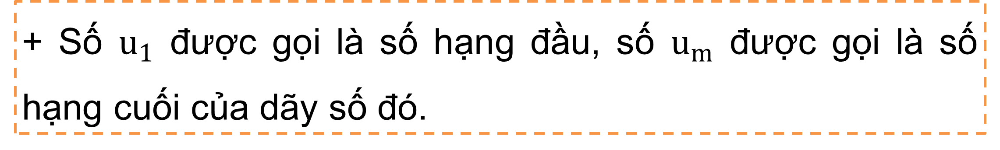 + Số u₁ được gọi là số hạng đầu, số uₘ được gọi là số
hạng cuối của dãy số đó.